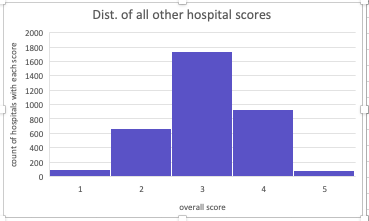 Dist. of all other hospital scores
count of hospitals with each score
2000
1800
1600
1400
1200
1000
800
600
400
200
0
1 2 3 4 5
overall score